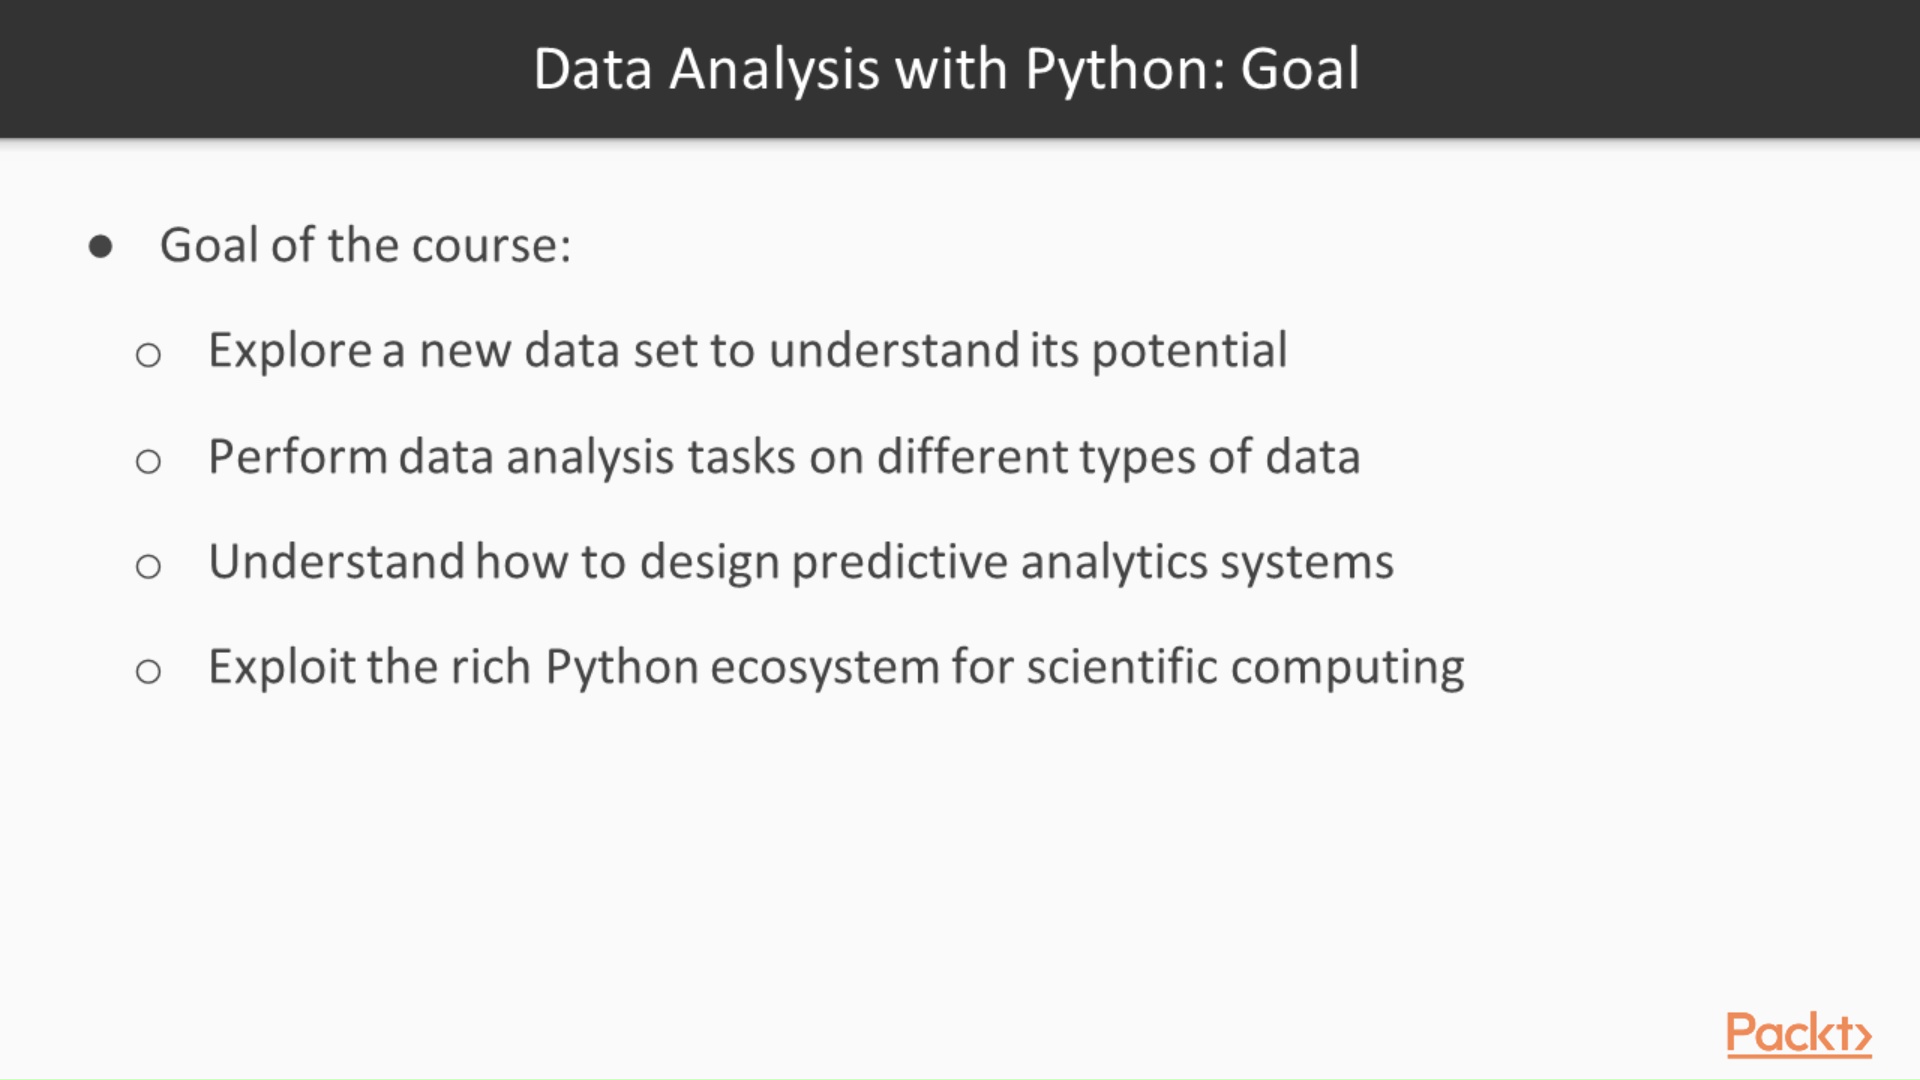 Data Analysis with Python: Goal
● Goal of the course:
○ Explore a new data set to understand its potential
○ Perform data analysis tasks on different types of data
○ Understand how to design predictive analytics systems
○ Exploit the rich Python ecosystem for scientific computing
Packt>